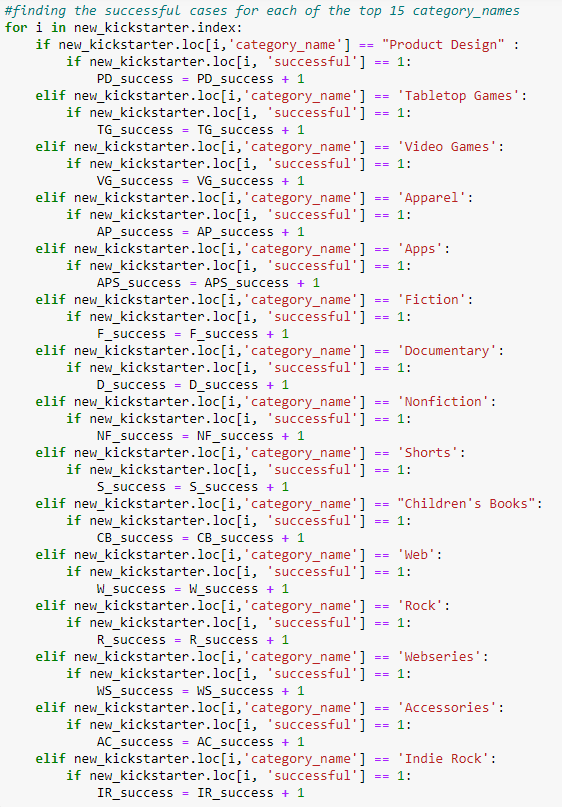 #finding the successful cases for each of the top 15 category_names
for i in new_kickstarter.index:
    if new_kickstarter.loc[i,'category_name'] == "Product Design" :
        if new_kickstarter.loc[i, 'successful'] == 1:
            PD_success = PD_success + 1
    elif new_kickstarter.loc[i,'category_name'] == 'Tabletop Games':
        if new_kickstarter.loc[i, 'successful'] == 1:
            TG_success = TG_success + 1
    elif new_kickstarter.loc[i,'category_name'] == 'Video Games':
        if new_kickstarter.loc[i, 'successful'] == 1:
            VG_success = VG_success + 1
    elif new_kickstarter.loc[i,'category_name'] == 'Apparel':
        if new_kickstarter.loc[i, 'successful'] == 1:
            AP_success = AP_success + 1
    elif new_kickstarter.loc[i,'category_name'] == 'Apps':
        if new_kickstarter.loc[i, 'successful'] == 1:
            APS_success = APS_success + 1
    elif new_kickstarter.loc[i,'category_name'] == 'Fiction':
        if new_kickstarter.loc[i, 'successful'] == 1:
            F_success = F_success + 1
    elif new_kickstarter.loc[i,'category_name'] == 'Documentary':
        if new_kickstarter.loc[i, 'successful'] == 1:
            D_success = D_success + 1
    elif new_kickstarter.loc[i,'category_name'] == 'Nonfiction':
        if new_kickstarter.loc[i, 'successful'] == 1:
            NF_success = NF_success + 1
    elif new_kickstarter.loc[i,'category_name'] == 'Shorts':
        if new_kickstarter.loc[i, 'successful'] == 1:
            S_success = S_success + 1
    elif new_kickstarter.loc[i,'category_name'] == "Children's Books":
        if new_kickstarter.loc[i, 'successful'] == 1:
            CB_success = CB_success + 1
    elif new_kickstarter.loc[i,'category_name'] == 'Web':
        if new_kickstarter.loc[i, 'successful'] == 1:
            W_success = W_success + 1
    elif new_kickstarter.loc[i,'category_name'] == 'Rock':
        if new_kickstarter.loc[i, 'successful'] == 1:
            R_success = R_success + 1
    elif new_kickstarter.loc[i,'category_name'] == 'Webseries':
        if new_kickstarter.loc[i, 'successful'] == 1:
            WS_success = WS_success + 1
    elif new_kickstarter.loc[i,'category_name'] == 'Accessories':
        if new_kickstarter.loc[i, 'successful'] == 1:
            AC_success = AC_success + 1
    elif new_kickstarter.loc[i,'category_name'] == 'Indie Rock':
        if new_kickstarter.loc[i, 'successful'] == 1:
            IR_success = IR_success + 1